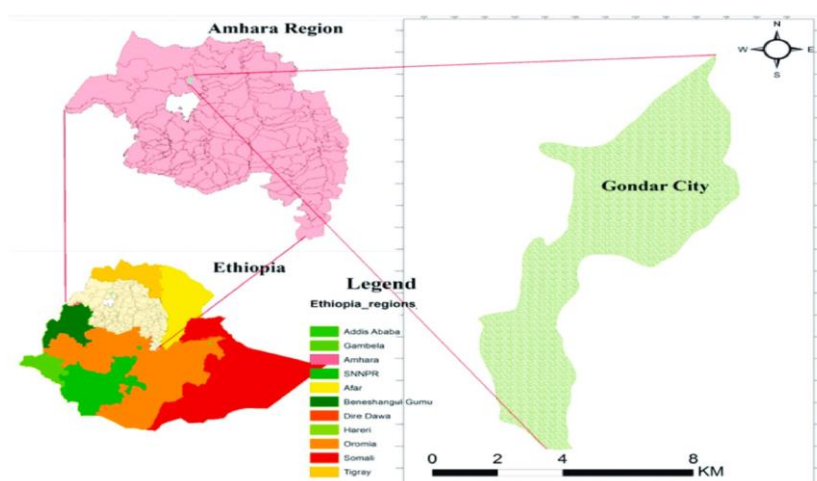 Amhara Region
N
W E
S
Gondar City
Ethiopia
Legend
Ethiopia_regions
Addis Ababa
Gambela
Amhara
SNNPR
Afar
Beneshangul Gumu
Dire Dawa
Hareri
Oromia
Somali
Tigray
0 2 4 8
KM